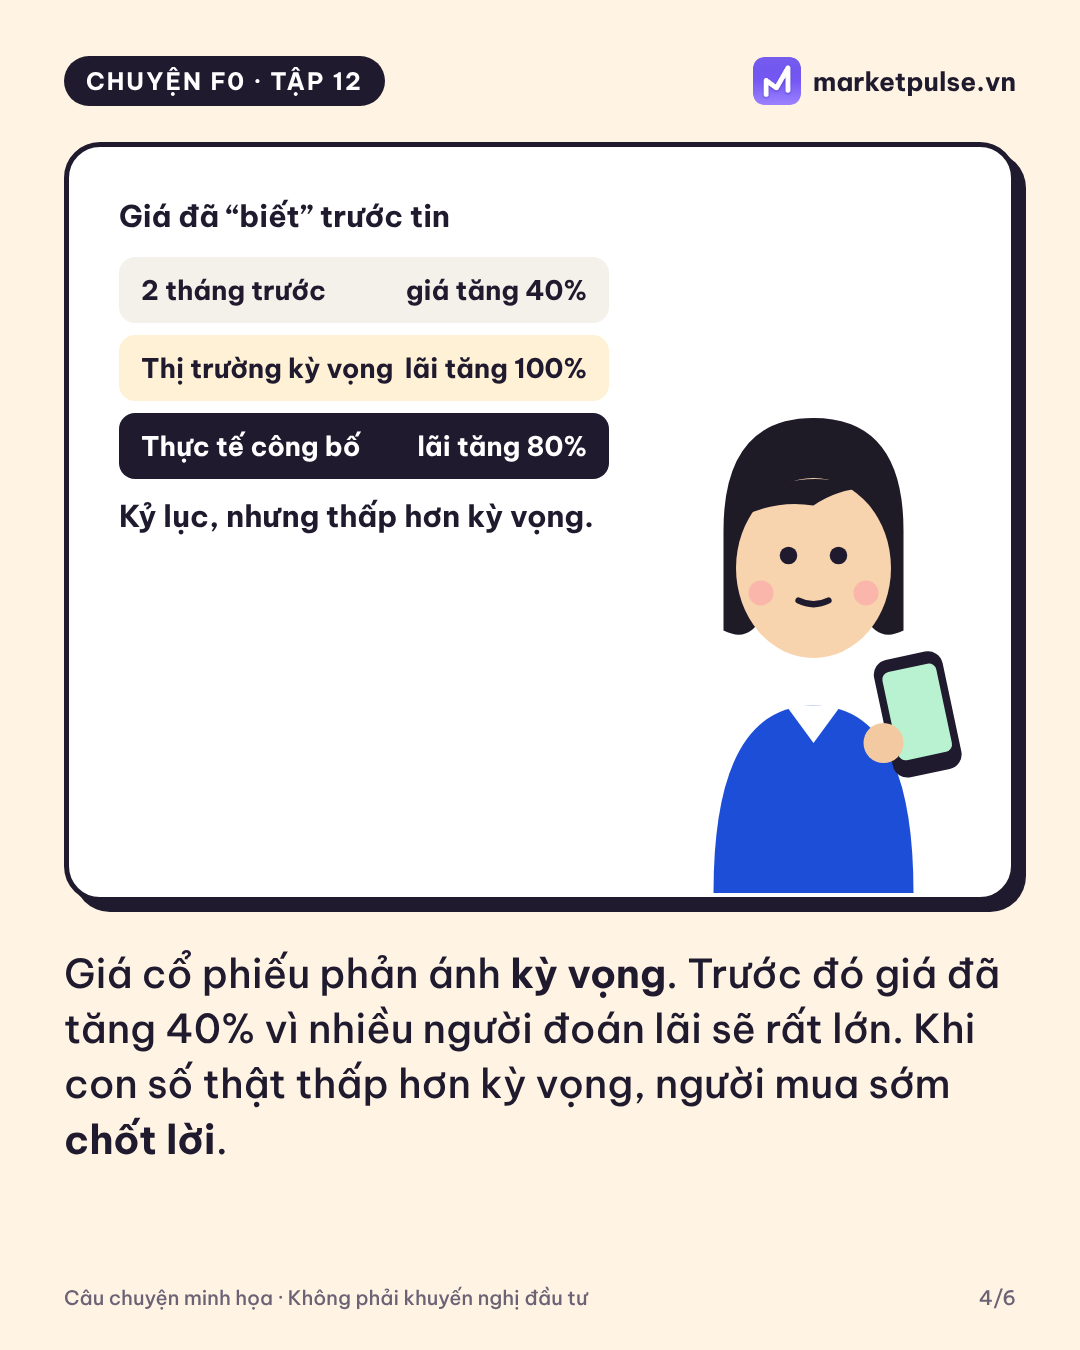 CHUYỆN F0 · TẬP 12
marketpulse.vn
Giá đã “biết” trước tin
2 tháng trước giá tăng 40%
Thị trường kỳ vọng lãi tăng 100%
Thực tế công bố lãi tăng 80%
Kỷ lục, nhưng thấp hơn kỳ vọng.
Giá cổ phiếu phản ánh kỳ vọng. Trước đó giá đã
tăng 40% vì nhiều người đoán lãi sẽ rất lớn. Khi
con số thật thấp hơn kỳ vọng, người mua sớm
chốt lời.
Câu chuyện minh họa · Không phải khuyến nghị đầu tư
4/6